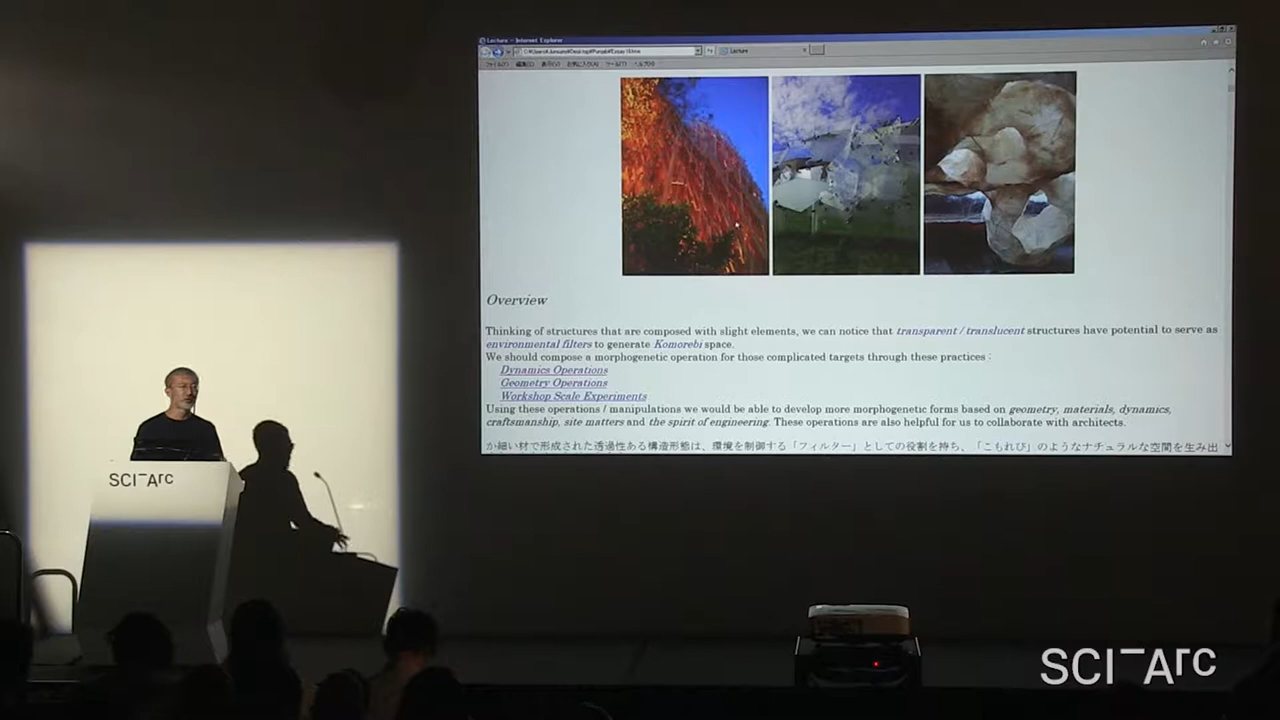 Lecture - Internet Explorer
Lecture
Overview
Thinking of structures that are composed with slight elements, we can notice that transparent / translucent structures have potential to serve as
environmental filters to generate Komorebi space.
We should compose a morphogenetic operation for those complicated targets through these practices :
Dynamics Operations
Geometry Operations
Workshop Scale Experiments
Using these operations / manipulations we would be able to develop more morphogenetic forms based on geometry, materials, dynamics,
craftsmanship, site matters and the spirit of engineering. These operations are also helpful for us to collaborate with architects.
か細い材で形成された透過性ある構造形態は、環境を制御する「フィルター」としての役割を持ち、「こもれび」のようなナチュラルな空間を生み出
SCI-Arc
SCI-Arc